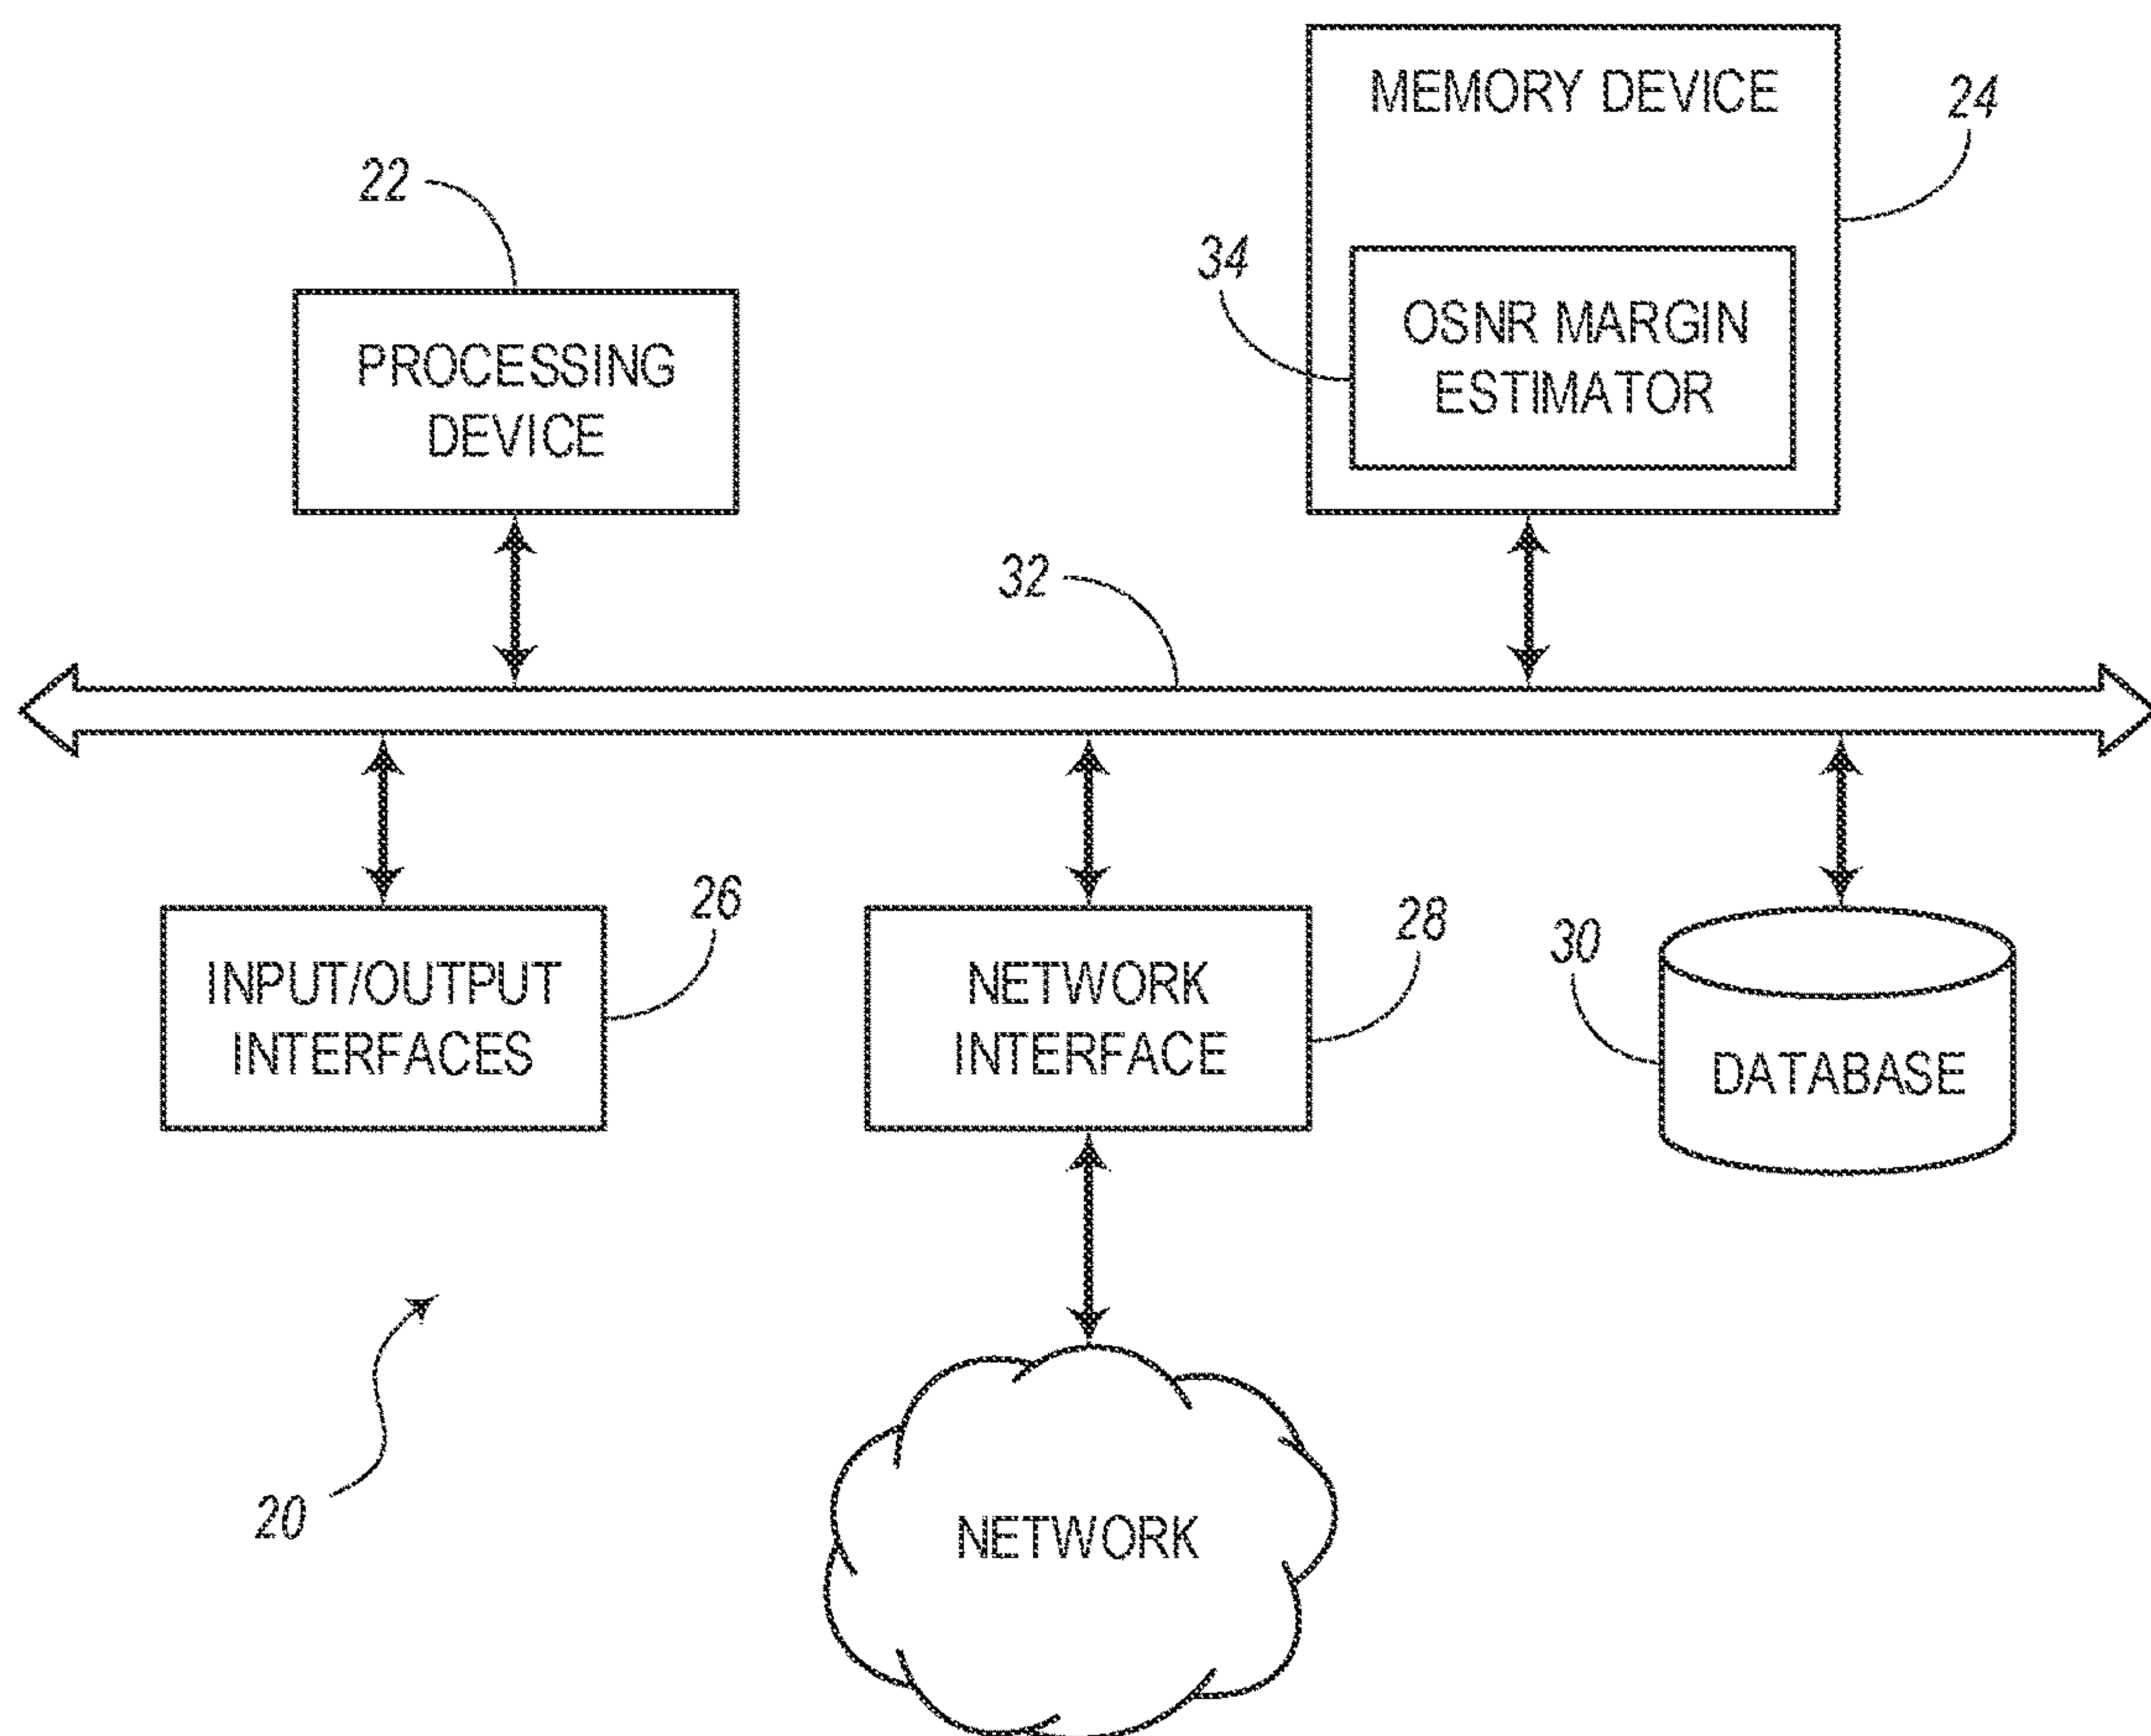 MEMORY DEVICE
24
22
34
OSNR MARGIN
ESTIMATOR
PROCESSING
DEVICE
32
26
28
30
INPUT/OUTPUT
INTERFACES
NETWORK
INTERFACE
DATABASE
20
NETWORK